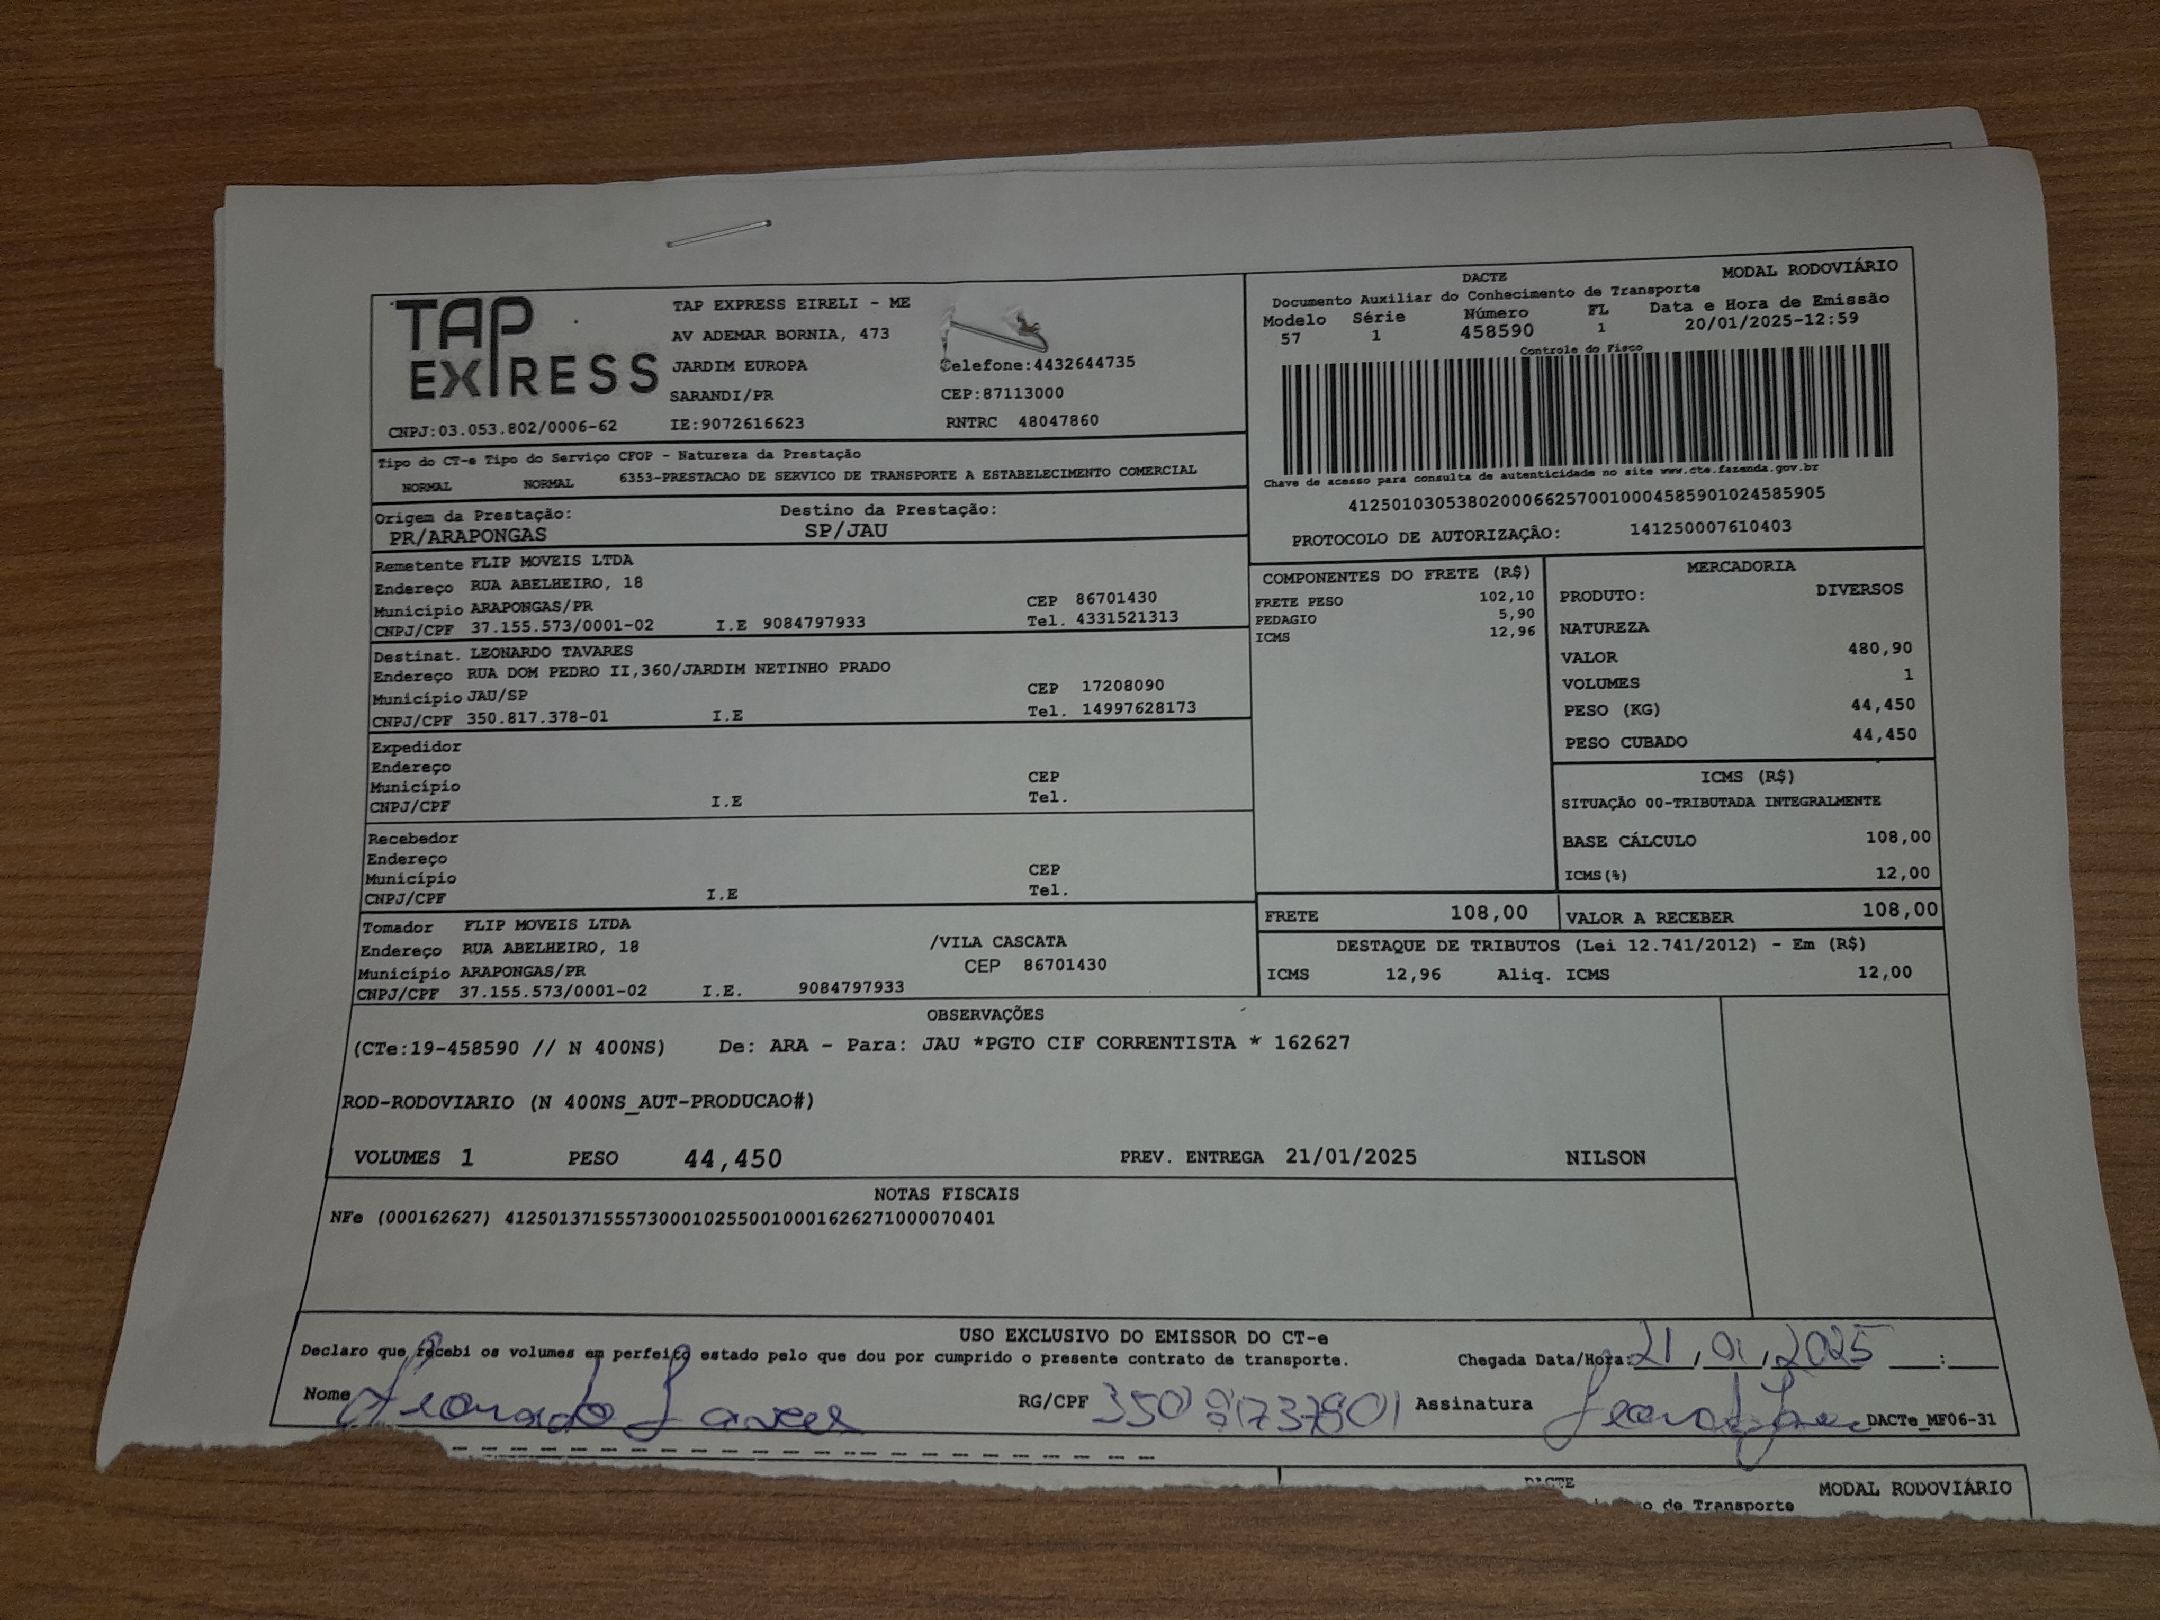 TAP EXPRESS
TAP EXPRESS EIRELI - ME
AV ADEMAR BORNIA, 473
JARDIM EUROPA
Telefone:4432644735
SARANDI/PR
CEP:87113000
CNPJ:03.053.802/0006-62
IE:9072616623
RNTRC 48047860
DACTE
MODAL RODOVIÁRIO
Documento Auxiliar do Conhecimento de Transporte
Modelo Série Número FL Data e Hora de Emissão
57 1 458590 1 20/01/2025-12:59
Controle do Fisco
Chave de acesso para consulta de autenticidade no site www.cte.fazenda.gov.br
41250103053802000662570010004585901024585905
PROTOCOLO DE AUTORIZAÇÃO: 141250007610403
Tipo do CT-e Tipo do Serviço CFOP - Natureza da Prestação
NORMAL NORMAL 6353-PRESTACAO DE SERVICO DE TRANSPORTE A ESTABELECIMENTO COMERCIAL
Origem da Prestação: Destino da Prestação:
PR/ARAPONGAS SP/JAU
Remetente FLIP MOVEIS LTDA
Endereço RUA ABELHEIRO, 18
Município ARAPONGAS/PR CEP 86701430
CNPJ/CPF 37.155.573/0001-02 I.E 9084797933 Tel. 4331521313
Destinat. LEONARDO TAVARES
Endereço RUA DOM PEDRO II,360/JARDIM NETINHO PRADO
Município JAU/SP CEP 17208090
CNPJ/CPF 350.817.378-01 I.E Tel. 14997628173
Expedidor
Endereço
Município CEP
CNPJ/CPF I.E Tel.
Recebedor
Endereço
Município CEP
CNPJ/CPF I.E Tel.
Tomador FLIP MOVEIS LTDA
Endereço RUA ABELHEIRO, 18 /VILA CASCATA
Município ARAPONGAS/PR CEP 86701430
CNPJ/CPF 37.155.573/0001-02 I.E. 9084797933
COMPONENTES DO FRETE (R$)
FRETE PESO 102,10
PEDAGIO 5,90
ICMS 12,96
MERCADORIA
PRODUTO: DIVERSOS
NATUREZA
VALOR 480,90
VOLUMES 1
PESO (KG) 44,450
PESO CUBADO 44,450
ICMS (R$)
SITUAÇÃO 00-TRIBUTADA INTEGRALMENTE
BASE CÁLCULO 108,00
ICMS(%) 12,00
FRETE 108,00 VALOR A RECEBER 108,00
DESTAQUE DE TRIBUTOS (Lei 12.741/2012) - Em (R$)
ICMS 12,96 Aliq. ICMS 12,00
OBSERVAÇÕES
(CTe:19-458590 // N 400NS) De: ARA - Para: JAU *PGTO CIF CORRENTISTA * 162627
ROD-RODOVIARIO (N 400NS_AUT-PRODUCAO#)
VOLUMES 1 PESO 44,450 PREV. ENTREGA 21/01/2025 NILSON
NOTAS FISCAIS
NFe (000162627) 41250137155573000102550010001626271000070401
USO EXCLUSIVO DO EMISSOR DO CT-e
Declaro que recebi os volumes em perfeito estado pelo que dou por cumprido o presente contrato de transporte. Chegada Data/Hora: 21,01,2025 :
Nome Leonardo Tavares RG/CPF 35081737801 Assinatura Leonardo Tavares DACTe_MF06-31
DACTE MODAL RODOVIÁRIO
de Transporte